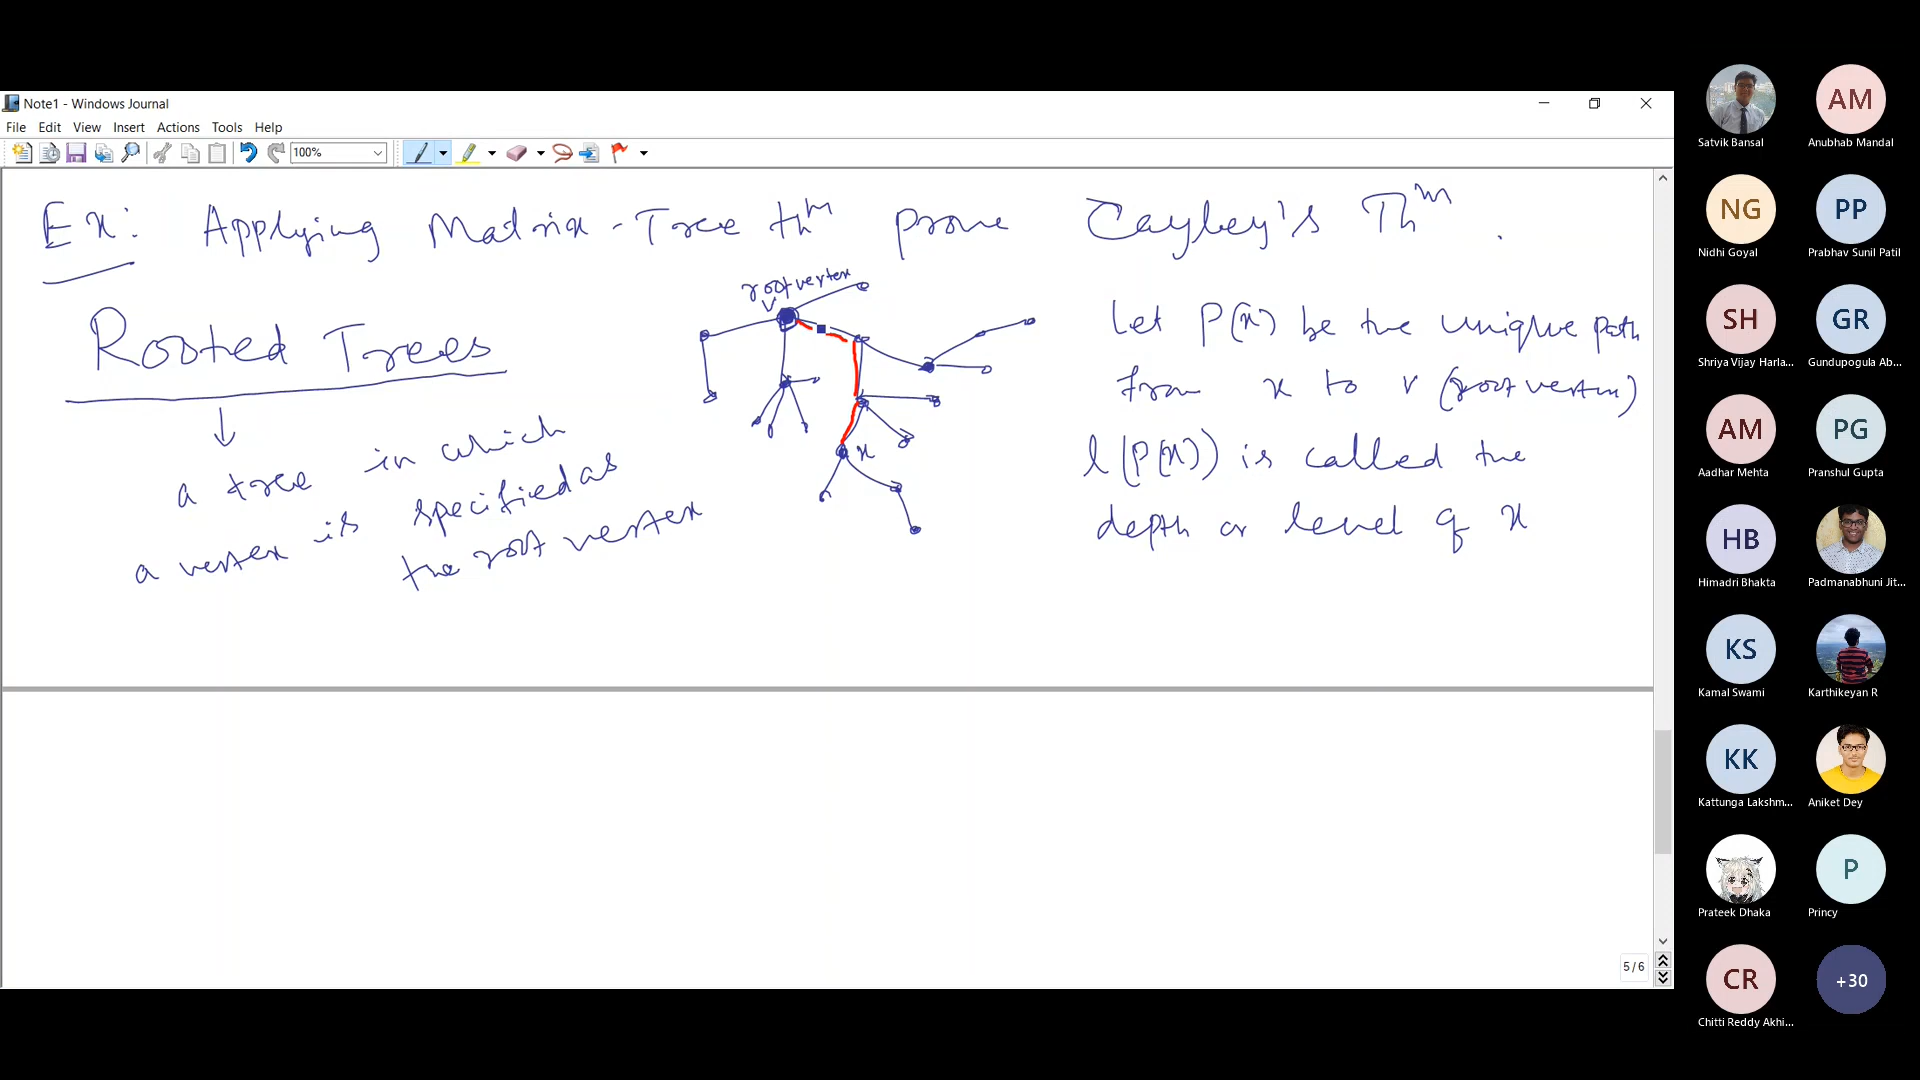 Note1 - Windows Journal
File Edit View Insert Actions Tools Help
100%
Ex: Applying Matrix-Tree thm prove Cayley's Thm.
Rooted Trees
a tree in which
a vertex is specified as
the root vertex
root vertex
v
x
Let P(x) be the unique path
from x to v (root vertex)
l(P(x)) is called the
depth or level of x
5 / 6
Satvik Bansal
AM
Anubhab Mandal
NG
Nidhi Goyal
PP
Prabhav Sunil Patil
SH
Shriya Vijay Harla...
GR
Gundupogula Ab...
AM
Aadhar Mehta
PG
Pranshul Gupta
HB
Himadri Bhakta
Padmanabhuni Jit...
KS
Kamal Swami
Karthikeyan R
KK
Kattunga Lakshm...
Aniket Dey
Prateek Dhaka
P
Princy
CR
Chitti Reddy Akhi...
+30